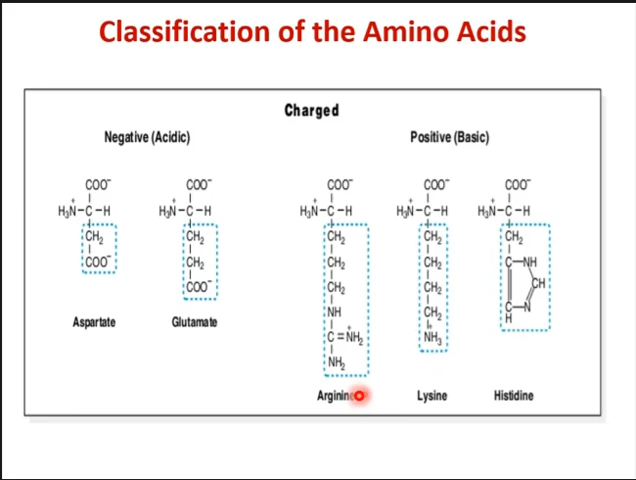 Classification of the Amino Acids
Charged
Negative (Acidic) Positive (Basic)
COO⁻ COO⁻ COO⁻ COO⁻ COO⁻
H₃N⁺–C–H H₃N⁺–C–H H₃N⁺–C–H H₃N⁺–C–H H₃N⁺–C–H
CH₂ CH₂ CH₂ CH₂ CH₂
COO⁻ CH₂ CH₂ CH₂ C–NH
COO⁻ CH₂ CH₂ CH
NH CH₂ C–N
H
C=NH₂⁺ NH₃⁺
NH₂
Aspartate Glutamate
Arginine Lysine Histidine